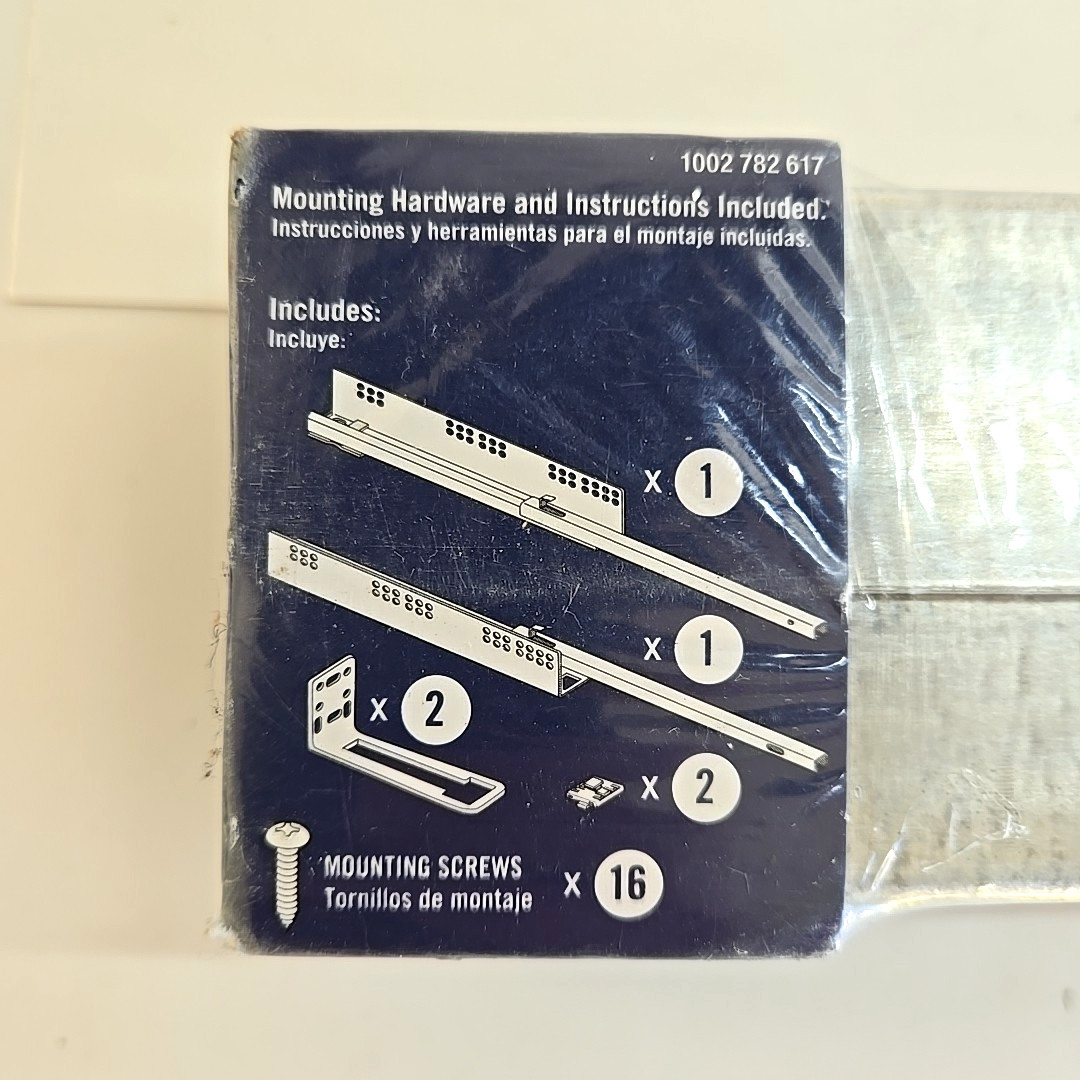 1002 782 617
Mounting Hardware and Instructions Included.
Instrucciones y herramientas para el montaje incluidas.
Includes:
Incluye:
x 1
x 1
x 2
x 2
MOUNTING SCREWS
Tornillos de montaje
x 16